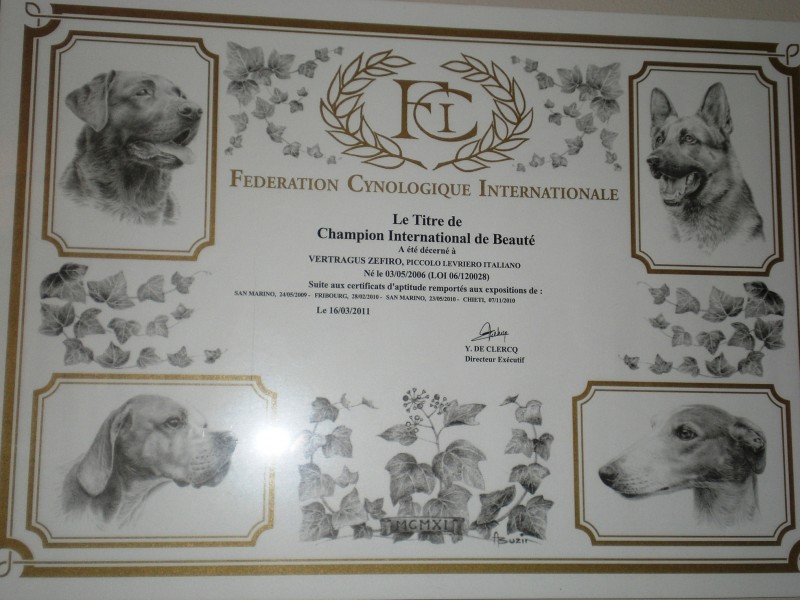 FCI
FEDERATION CYNOLOGIQUE INTERNATIONALE
Le Titre de
Champion International de Beauté
A été décerné à
VERTRAGUS ZEFIRO, PICCOLO LEVRIERO ITALIANO
Né le 03/05/2006 (LOI 06/120028)
Suite aux certificats d'aptitude remportés aux expositions de :
SAN MARINO, 24/05/2009 - FRIBOURG, 28/02/2010 - SAN MARINO, 23/05/2010 - CHIETI, 07/11/2010
Le 16/03/2011
Y. DE CLERCQ
Directeur Exécutif
MCMXI